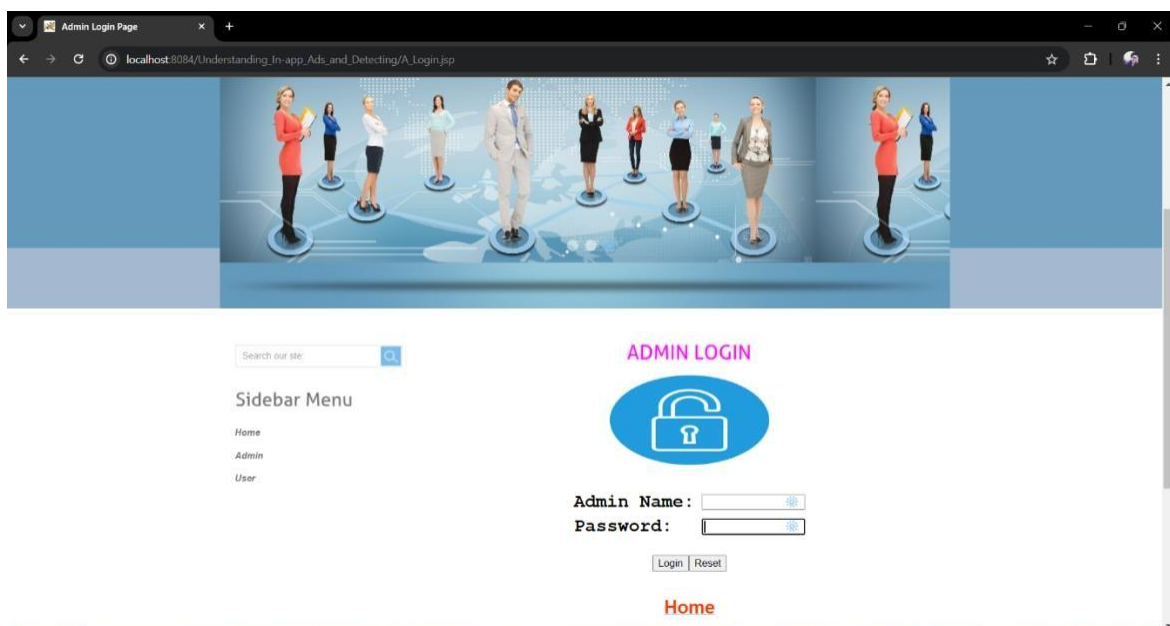 Admin Login Page
localhost:8084/Understanding_In-app_Ads_and_Detecting/A_Login.jsp
Search our site:
ADMIN LOGIN
Sidebar Menu
Home
Admin
User
Admin Name:
Password:
Login Reset
Home